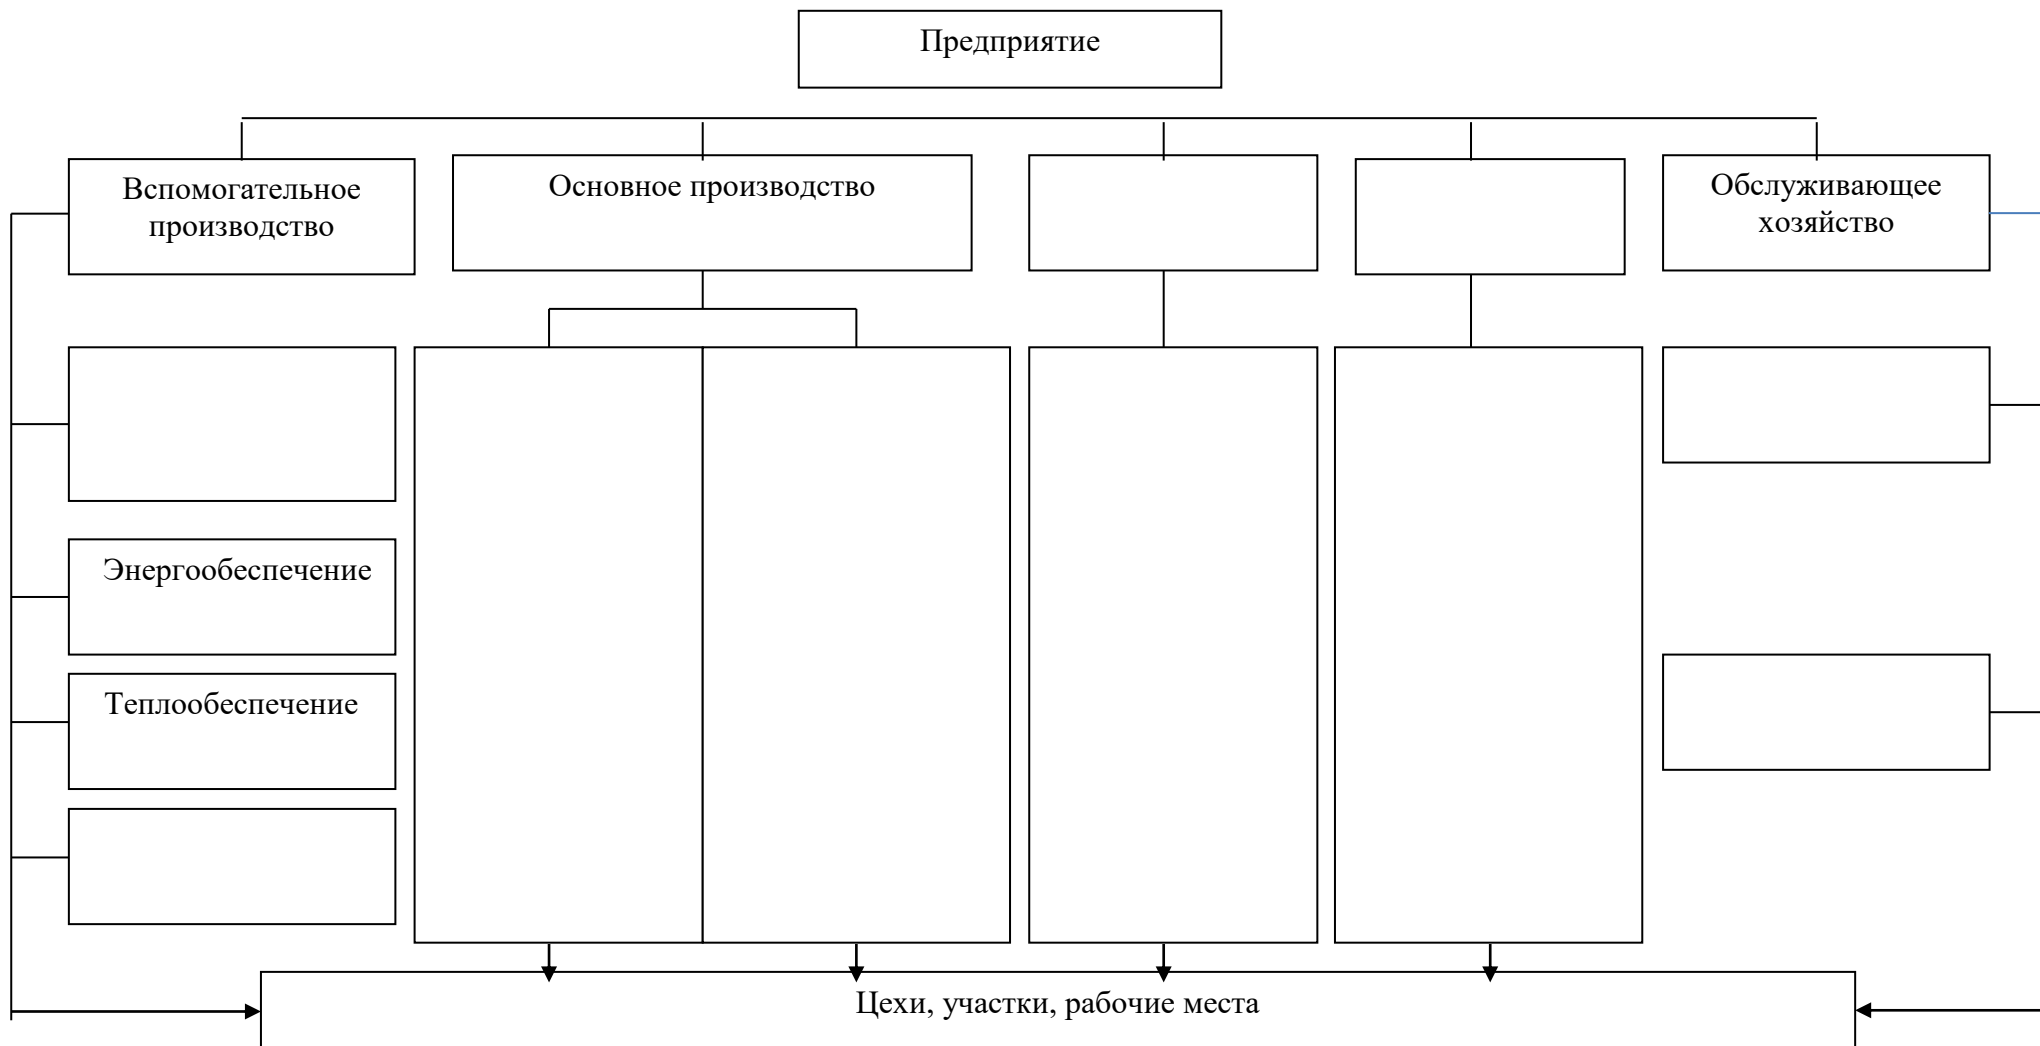 Предприятие
Вспомогательное
производство
Основное производство
Обслуживающее
хозяйство
Энергообеспечение
Теплообеспечение
Цехи, участки, рабочие места